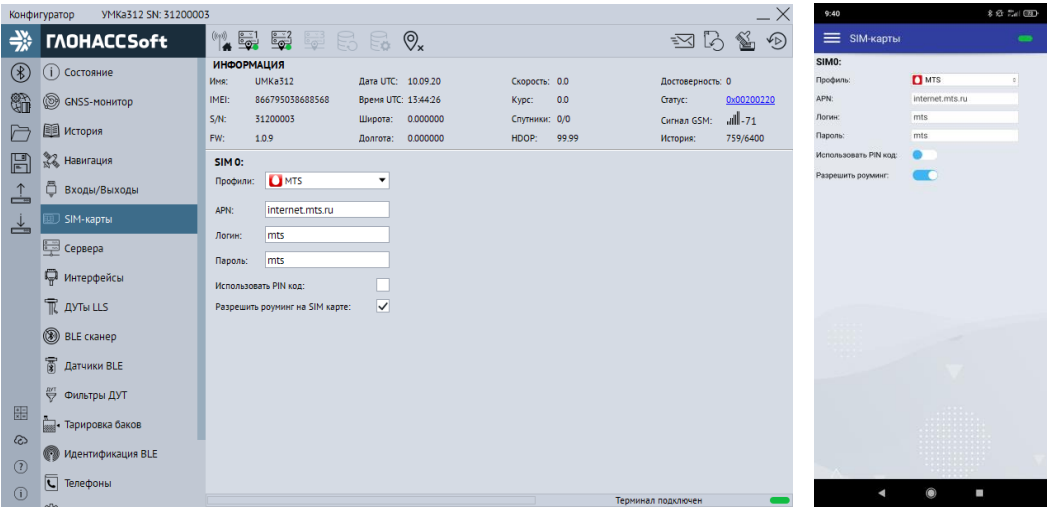 Конфигуратор УМКа312 SN: 31200003
ГЛОНАССSoft
Состояние
GNSS-монитор
История
Навигация
Входы/Выходы
SIM-карты
Сервера
Интерфейсы
ДУТы LLS
BLE сканер
Датчики BLE
Фильтры ДУТ
Тарировка баков
Идентификация BLE
Телефоны
ИНФОРМАЦИЯ
Имя: UMKa312 Дата UTC: 10.09.20 Скорость: 0.0 Достоверность: 0
IMEI: 866795038688568 Время UTC: 13:44:26 Курс: 0.0 Статус: 0x00200220
S/N: 31200003 Широта: 0.000000 Спутники: 0/0 Сигнал GSM: -71
FW: 1.0.9 Долгота: 0.000000 HDOP: 99.99 История: 759/6400
SIM 0:
Профили: MTS
APN: internet.mts.ru
Логин: mts
Пароль: mts
Использовать PIN код:
Разрешить роуминг на SIM карте:
Терминал подключен
9:40
SIM-карты
SIM0:
Профиль: MTS
APN: internet.mts.ru
Логин: mts
Пароль: mts
Использовать PIN код:
Разрешить роуминг: